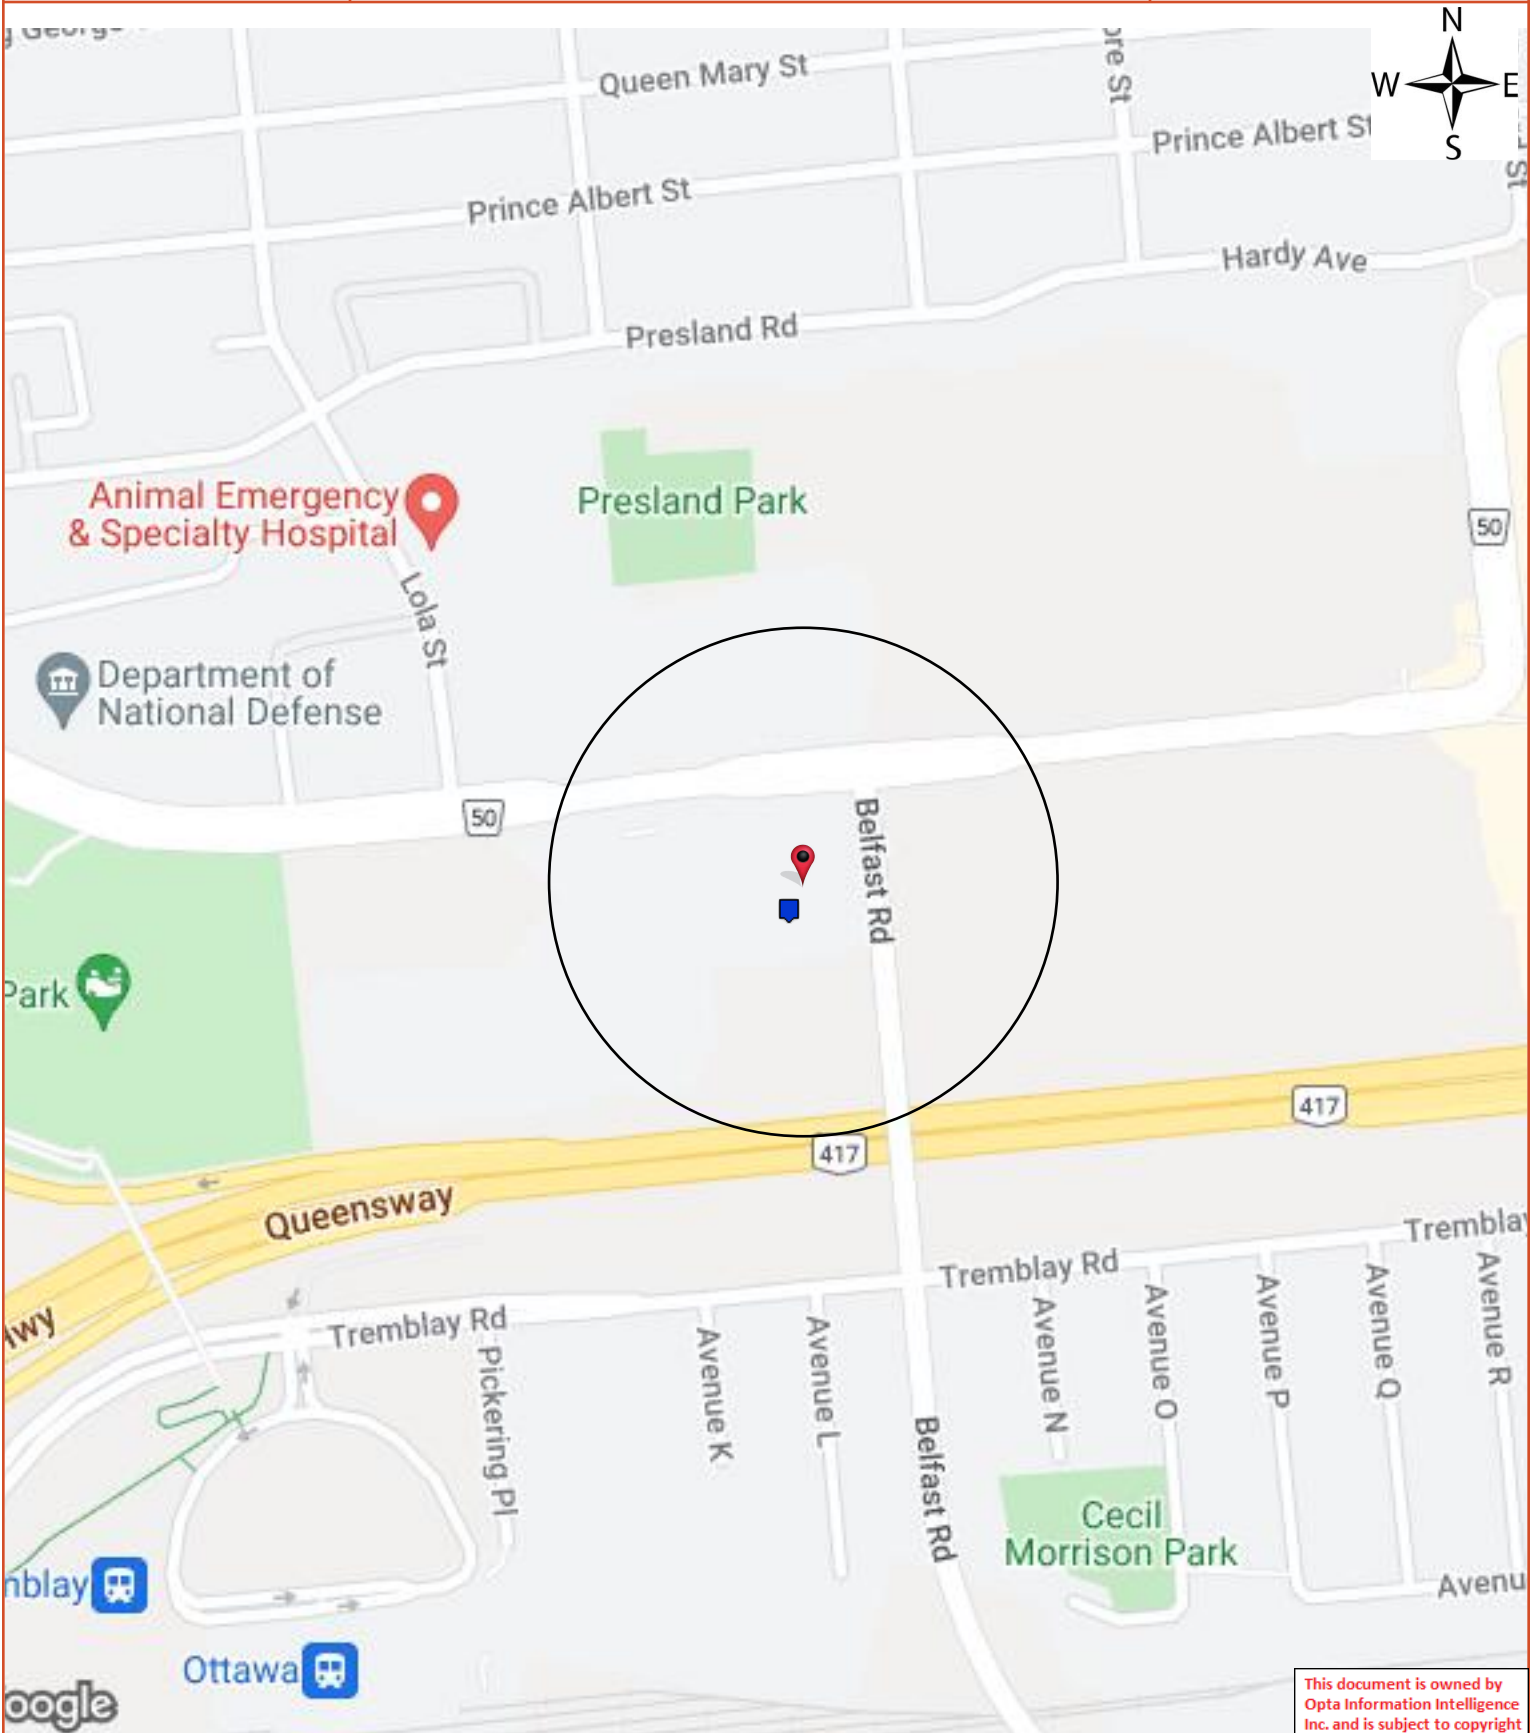 N
W E
S
Queen Mary St
Prince Albert St
Prince Albert
Hardy Ave
Presland Rd
Animal Emergency
& Specialty Hospital
Presland Park
50
Lola St
Department of
National Defense
50
Belfast Rd
Park
417
417
Queensway
Tremblay Rd
Tremblay Rd
Pickering Pl
Avenue K
Avenue L
Avenue N
Avenue O
Avenue P
Avenue Q
Avenue R
Belfast Rd
Cecil
Morrison Park
Ottawa
This document is owned by
Opta Information Intelligence
Inc. and is subject to copyright